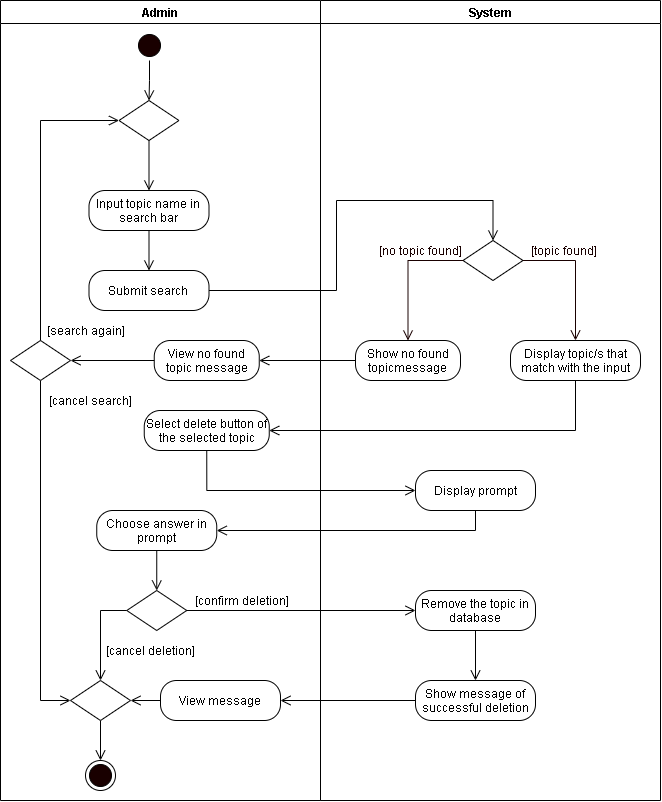 Admin
System
Input topic name in
search bar
[no topic found]
[topic found]
Submit search
[search again]
View no found
topic message
Show no found
topicmessage
Display topic/s that
match with the input
[cancel search]
Select delete button of
the selected topic
Display prompt
Choose answer in
prompt
[confirm deletion]
Remove the topic in
database
[cancel deletion]
View message
Show message of
successful deletion